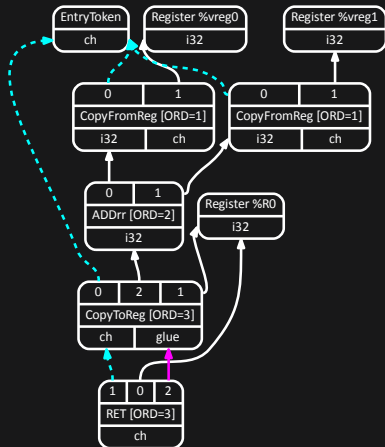 EntryToken
ch
Register %vreg0
i32
Register %vreg1
i32
0 1
CopyFromReg [ORD=1]
i32 ch
0 1
CopyFromReg [ORD=1]
i32 ch
0 1
ADDrr [ORD=2]
i32
Register %R0
i32
0 2 1
CopyToReg [ORD=3]
ch glue
1 0 2
RET [ORD=3]
ch